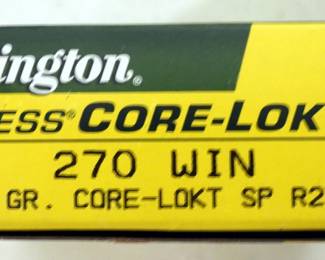 ington®
ESS® CORE-LOK
270 WIN
GR. CORE-LOKT SP R2